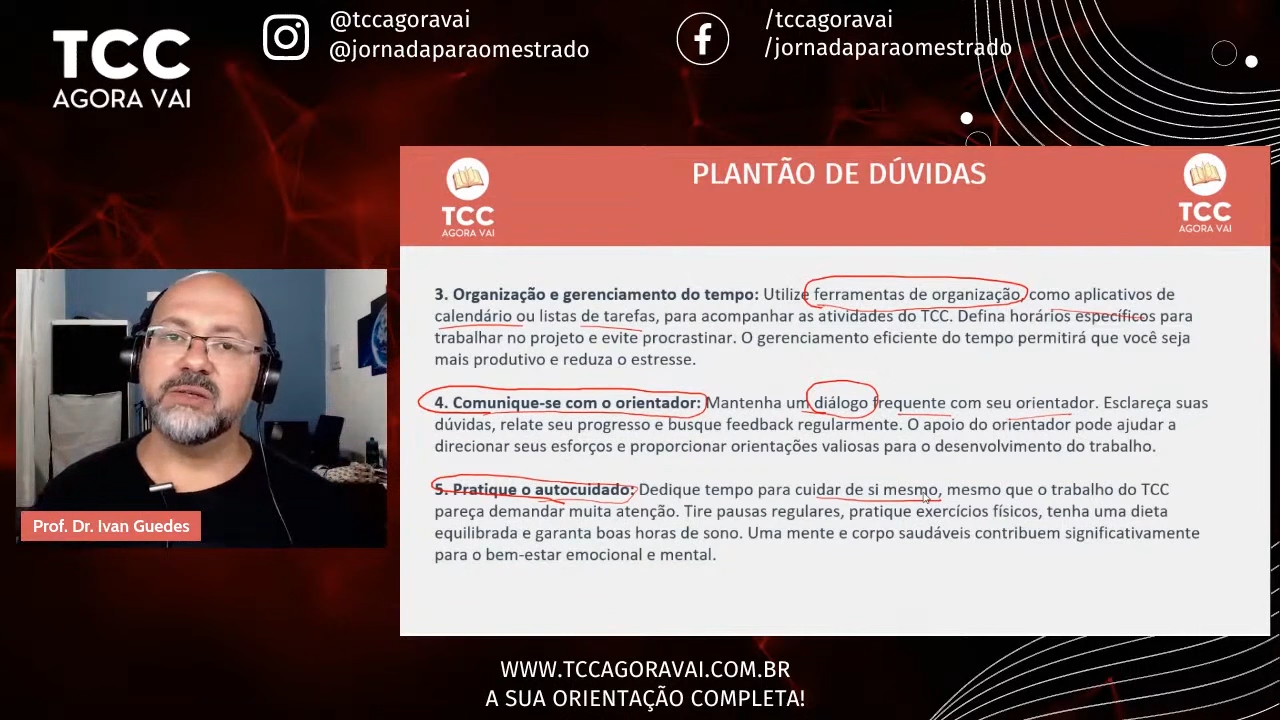 TCC
AGORA VAI
@tccagoravai
@jornadaparaomestrado
/tccagoravai
/jornadaparaomestrado
PLANTÃO DE DÚVIDAS
TCC
AGORA VAI
TCC
AGORA VAI
3. Organização e gerenciamento do tempo: Utilize ferramentas de organização, como aplicativos de
calendário ou listas de tarefas, para acompanhar as atividades do TCC. Defina horários específicos para
trabalhar no projeto e evite procrastinar. O gerenciamento eficiente do tempo permitirá que você seja
mais produtivo e reduza o estresse.
4. Comunique-se com o orientador: Mantenha um diálogo frequente com seu orientador. Esclareça suas
dúvidas, relate seu progresso e busque feedback regularmente. O apoio do orientador pode ajudar a
direcionar seus esforços e proporcionar orientações valiosas para o desenvolvimento do trabalho.
5. Pratique o autocuidado: Dedique tempo para cuidar de si mesmo, mesmo que o trabalho do TCC
pareça demandar muita atenção. Tire pausas regulares, pratique exercícios físicos, tenha uma dieta
equilibrada e garanta boas horas de sono. Uma mente e corpo saudáveis contribuem significativamente
para o bem-estar emocional e mental.
Prof. Dr. Ivan Guedes
WWW.TCCAGORAVAI.COM.BR
A SUA ORIENTAÇÃO COMPLETA!